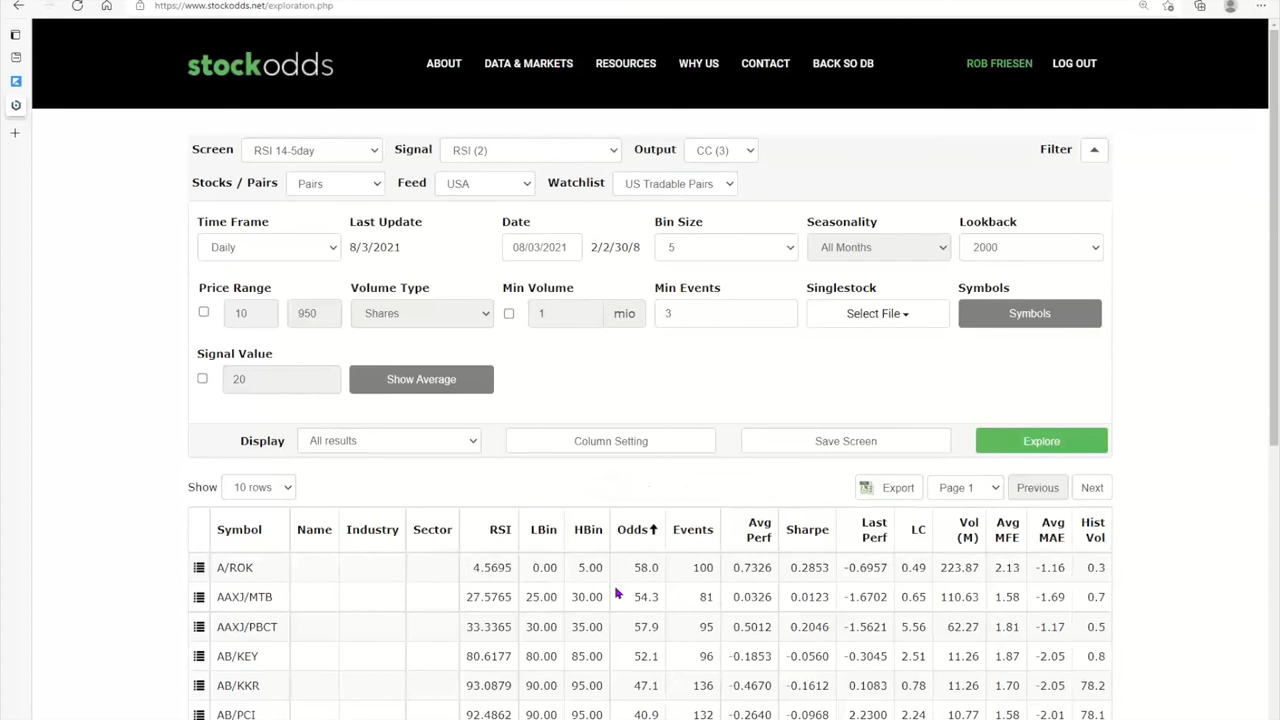 https://www.stockodds.net/exploration.php
stockodds ABOUT DATA & MARKETS RESOURCES WHY US CONTACT BACK SO DB ROB FRIESEN LOG OUT
Screen RSI 14-5day Signal RSI (2) Output CC (3) Filter
Stocks / Pairs Pairs Feed USA Watchlist US Tradable Pairs
Time Frame Last Update Date Bin Size Seasonality Lookback
Daily 8/3/2021 08/03/2021 2/2/30/8 5 All Months 2000
Price Range Volume Type Min Volume Min Events Singlestock Symbols
10 950 Shares 1 mio 3 Select File Symbols
Signal Value
20 Show Average
Display All results Column Setting Save Screen Explore
Show 10 rows Export Page 1 Previous Next
Symbol Name Industry Sector RSI LBin HBin Odds Events Avg Perf Sharpe Last Perf LC Vol (M) Avg MFE Avg MAE Hist Vol
A/ROK 4.5695 0.00 5.00 58.0 100 0.7326 0.2853 -0.6957 0.49 223.87 2.13 -1.16 0.3
AAXJ/MTB 27.5765 25.00 30.00 54.3 81 0.0326 0.0123 -1.6702 0.65 110.63 1.58 -1.69 0.7
AAXJ/PBCT 33.3365 30.00 35.00 57.9 95 0.5012 0.2046 -1.5621 5.56 62.27 1.81 -1.17 0.5
AB/KEY 80.6177 80.00 85.00 52.1 96 -0.1853 -0.0560 -0.3045 2.51 11.26 1.87 -2.05 0.8
AB/KKR 93.0879 90.00 95.00 47.1 136 -0.4670 -0.1612 0.1083 0.78 11.26 1.70 -2.05 78.2
AB/PCI 92.4862 90.00 95.00 40.9 132 -0.2640 -0.0968 2.2300 2.24 10.77 1.79 -2.01 78.1